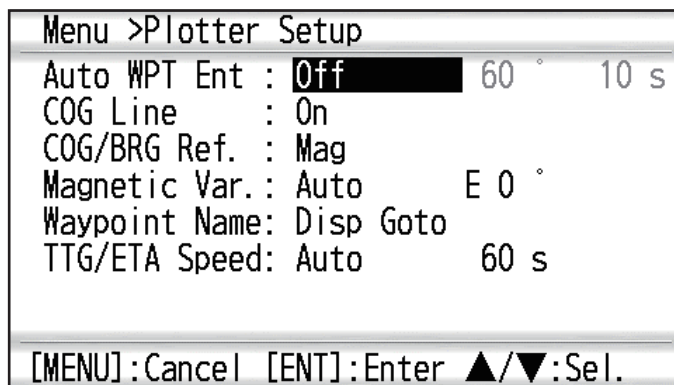 Menu >Plotter Setup
Auto WPT Ent : Off 60 ° 10 s
COG Line : On
COG/BRG Ref. : Mag
Magnetic Var.: Auto E 0 °
Waypoint Name: Disp Goto
TTG/ETA Speed: Auto 60 s
[MENU]:Cancel [ENT]:Enter ▲/▼:Sel.